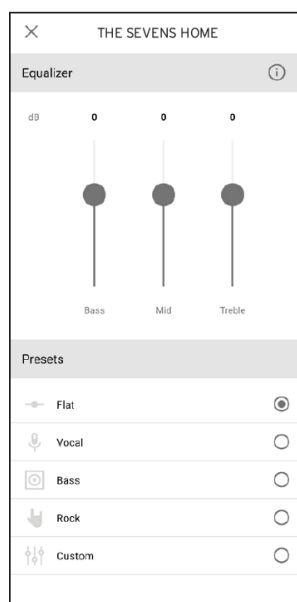 THE SEVENS HOME
Equalizer
dB 0 0 0
Bass Mid Treble
Presets
Flat
Vocal
Bass
Rock
Custom